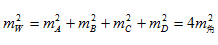 m_W^2 = m_A^2 + m_B^2 + m_C^2 + m_D^2 = 4m_角^2